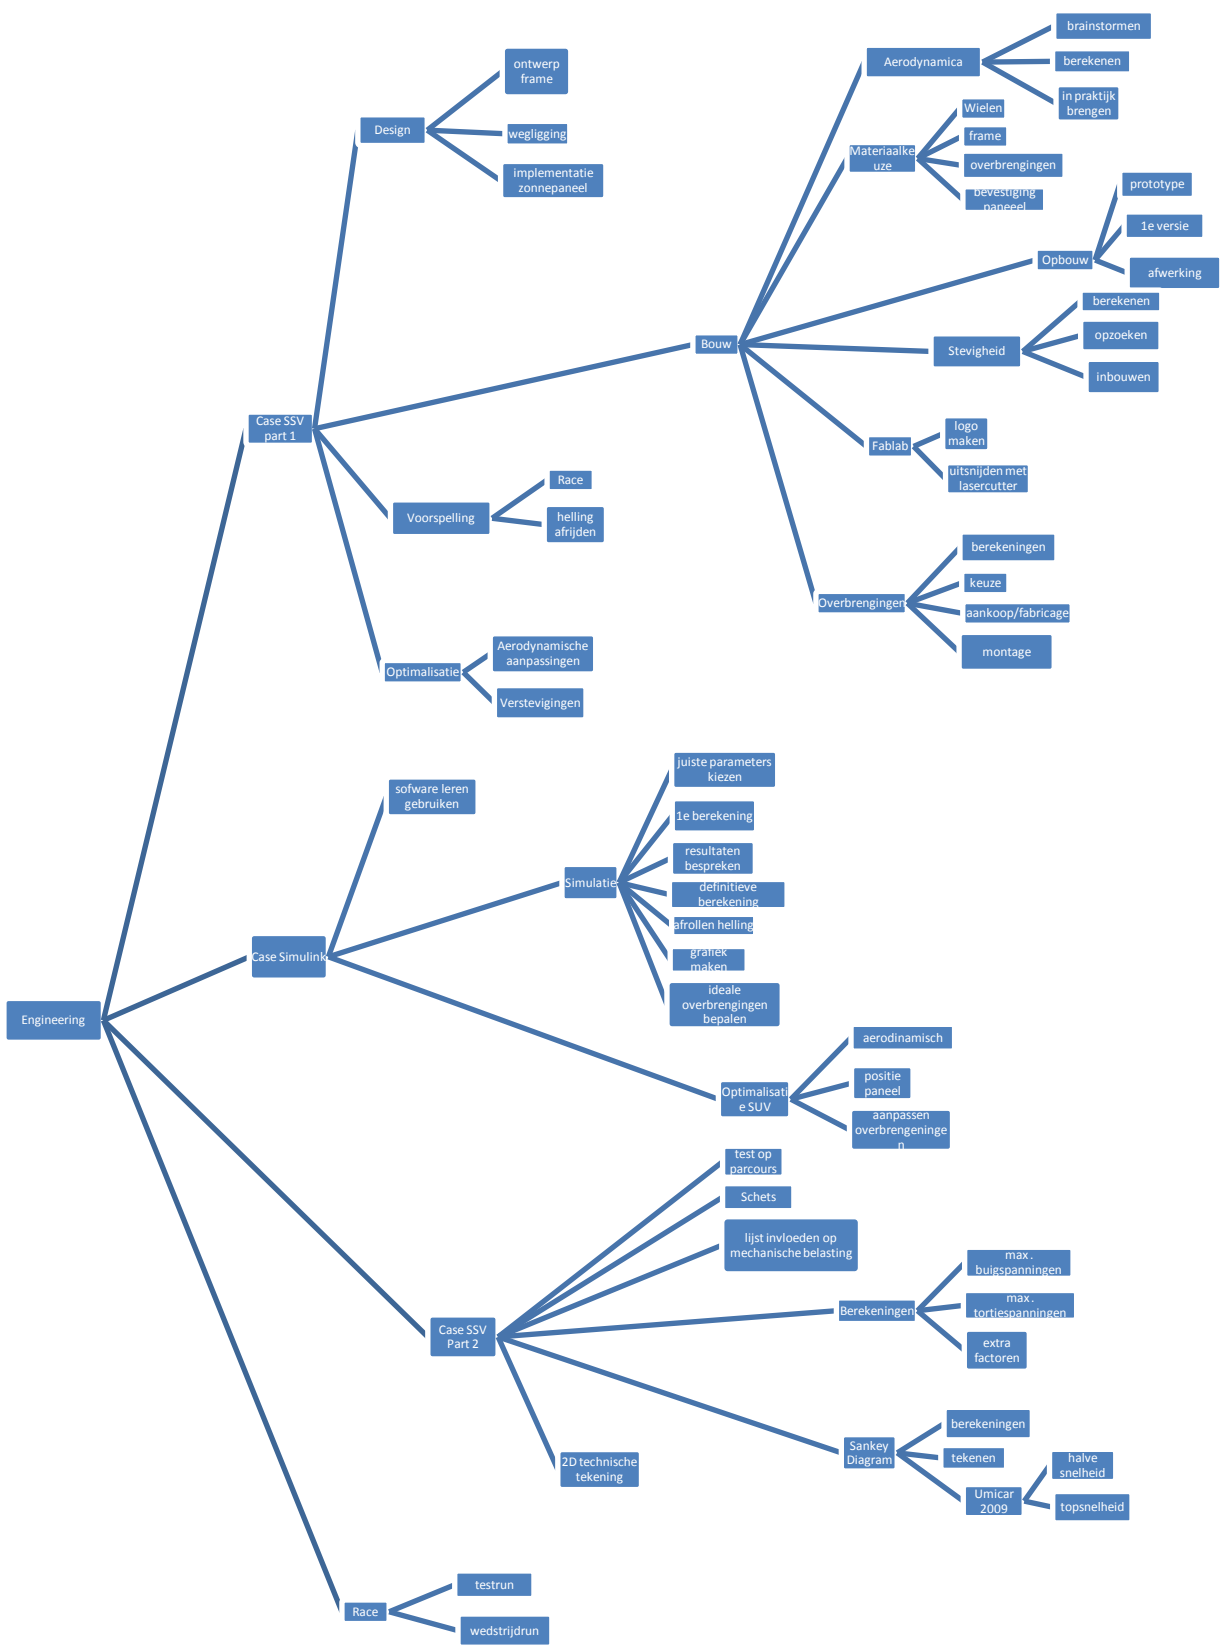 Engineering
Case SSV
part 1
Design
ontwerp
frame
wegligging
implementatie
zonnepaneel
Bouw
Aerodynamica
brainstormen
berekenen
in praktijk
brengen
Materiaalke
uze
Wielen
frame
overbrengingen
bevestiging
paneeel
Opbouw
prototype
1e versie
afwerking
Stevigheid
berekenen
opzoeken
inbouwen
Fablab
logo
maken
uitsnijden met
lasercutter
Overbrengingen
berekeningen
keuze
aankoop/fabricage
montage
Voorspelling
Race
helling
afrijden
Optimalisatie
Aerodynamische
aanpassingen
Verstevigingen
Case Simulink
sofware leren
gebruiken
Simulatie
juiste parameters
kiezen
1e berekening
resultaten
bespreken
definitieve
berekening
afrollen helling
grafiek
maken
ideale
overbrengingen
bepalen
Optimalisati
e SUV
aerodinamisch
positie
paneel
aanpassen
overbrengeninge
n
Case SSV
Part 2
test op
parcours
Schets
lijst invloeden op
mechanische belasting
Berekeningen
max.
buigspanningen
max.
tortiespanningen
extra
factoren
Sankey
Diagram
berekeningen
tekenen
Umicar
2009
halve
snelheid
topsnelheid
2D technische
tekening
Race
testrun
wedstrijdrun